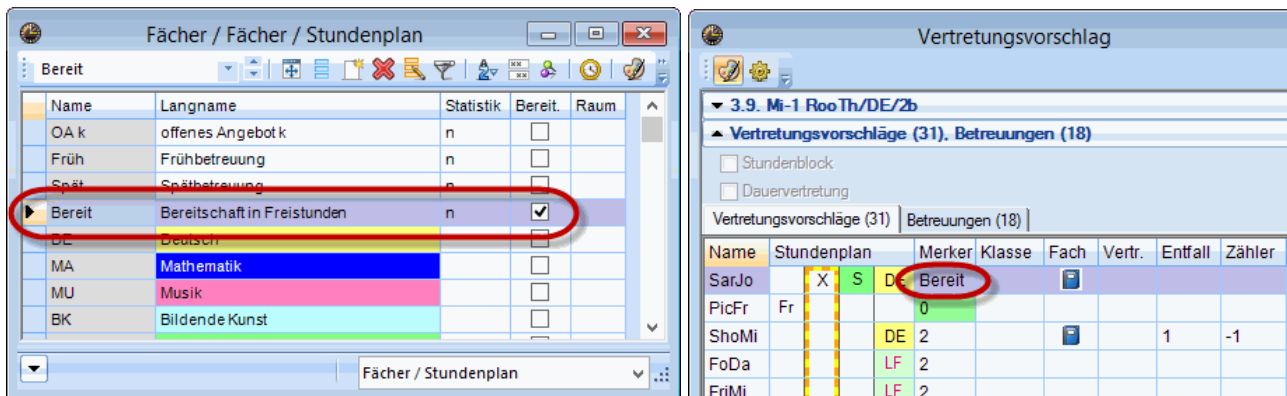 Fächer / Fächer / Stundenplan
Bereit
Name Langname Statistik Bereit. Raum
OA k offenes Angebot k n
Früh Frühbetreuung n
Spät Spätbetreuung n
Bereit Bereitschaft in Freistunden n
DE Deutsch
MA Mathematik
MU Musik
BK Bildende Kunst
Fächer / Stundenplan
Vertretungsvorschlag
3.9. Mi-1 RooTh/DE/2b
Vertretungsvorschläge (31), Betreuungen (18)
Stundenblock
Dauervertretung
Vertretungsvorschläge (31) Betreuungen (18)
Name Stundenplan Merker Klasse Fach Vertr. Entfall Zähler
SarJo X S DE Bereit
PicFr Fr 0
ShoMi DE 2 1 -1
FoDa LF 2
FriMi LF 2